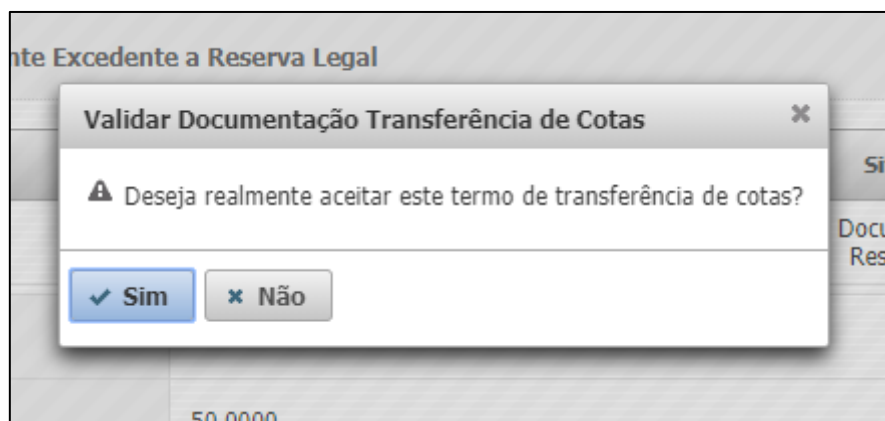 Excedente a Reserva Legal
Validar Documentação Transferência de Cotas
Deseja realmente aceitar este termo de transferência de cotas?
Sim
Não
50,0000